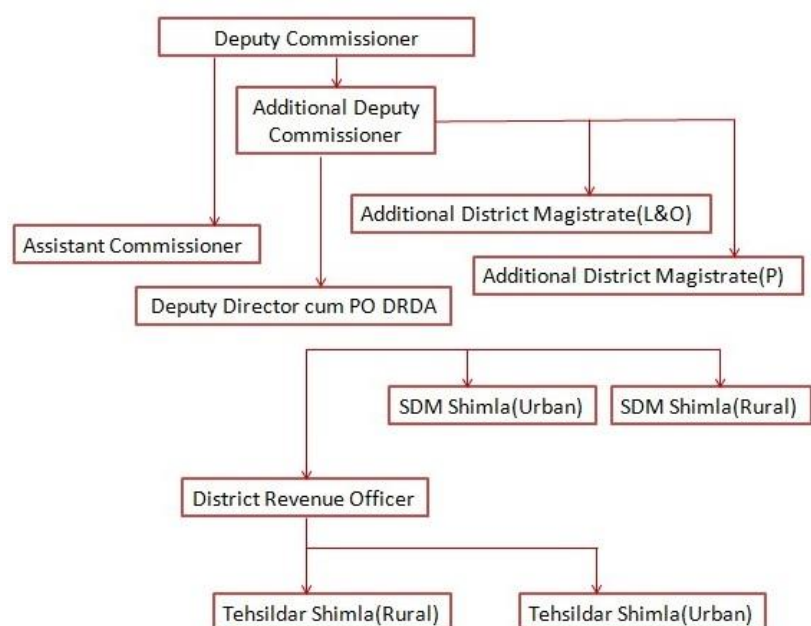 Deputy Commissioner
Additional Deputy
Commissioner
Additional District Magistrate(L&O)
Assistant Commissioner
Additional District Magistrate(P)
Deputy Director cum PO DRDA
SDM Shimla(Urban)
SDM Shimla(Rural)
District Revenue Officer
Tehsildar Shimla(Rural)
Tehsildar Shimla(Urban)